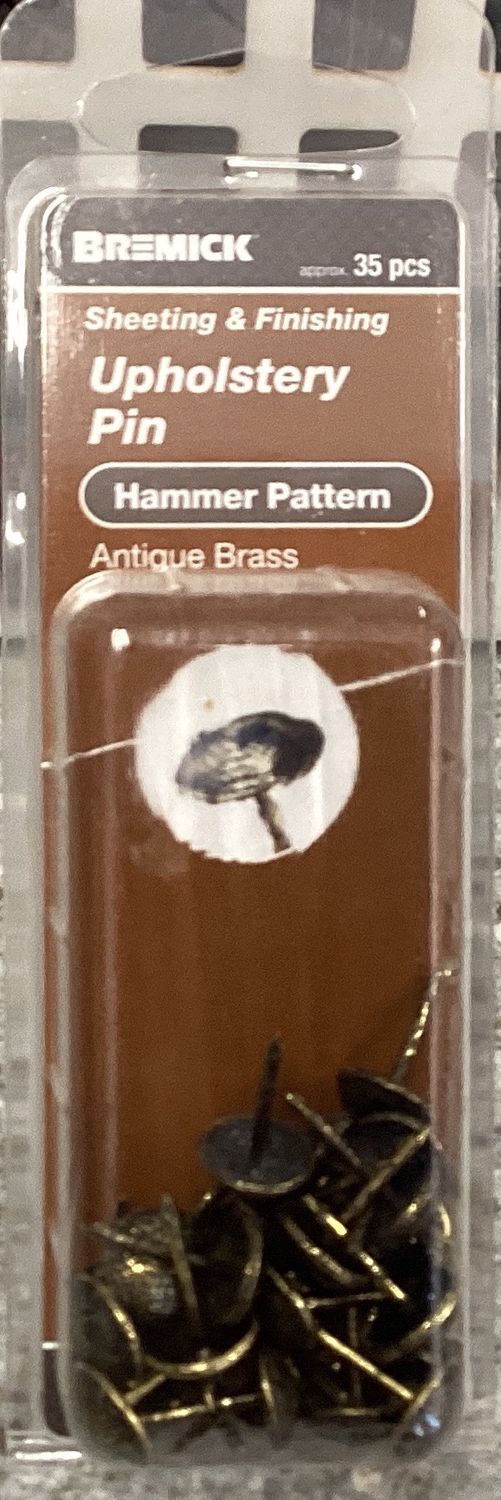 BREMICK
approx. 35 pcs
Sheeting & Finishing
Upholstery
Pin
Hammer Pattern
Antique Brass